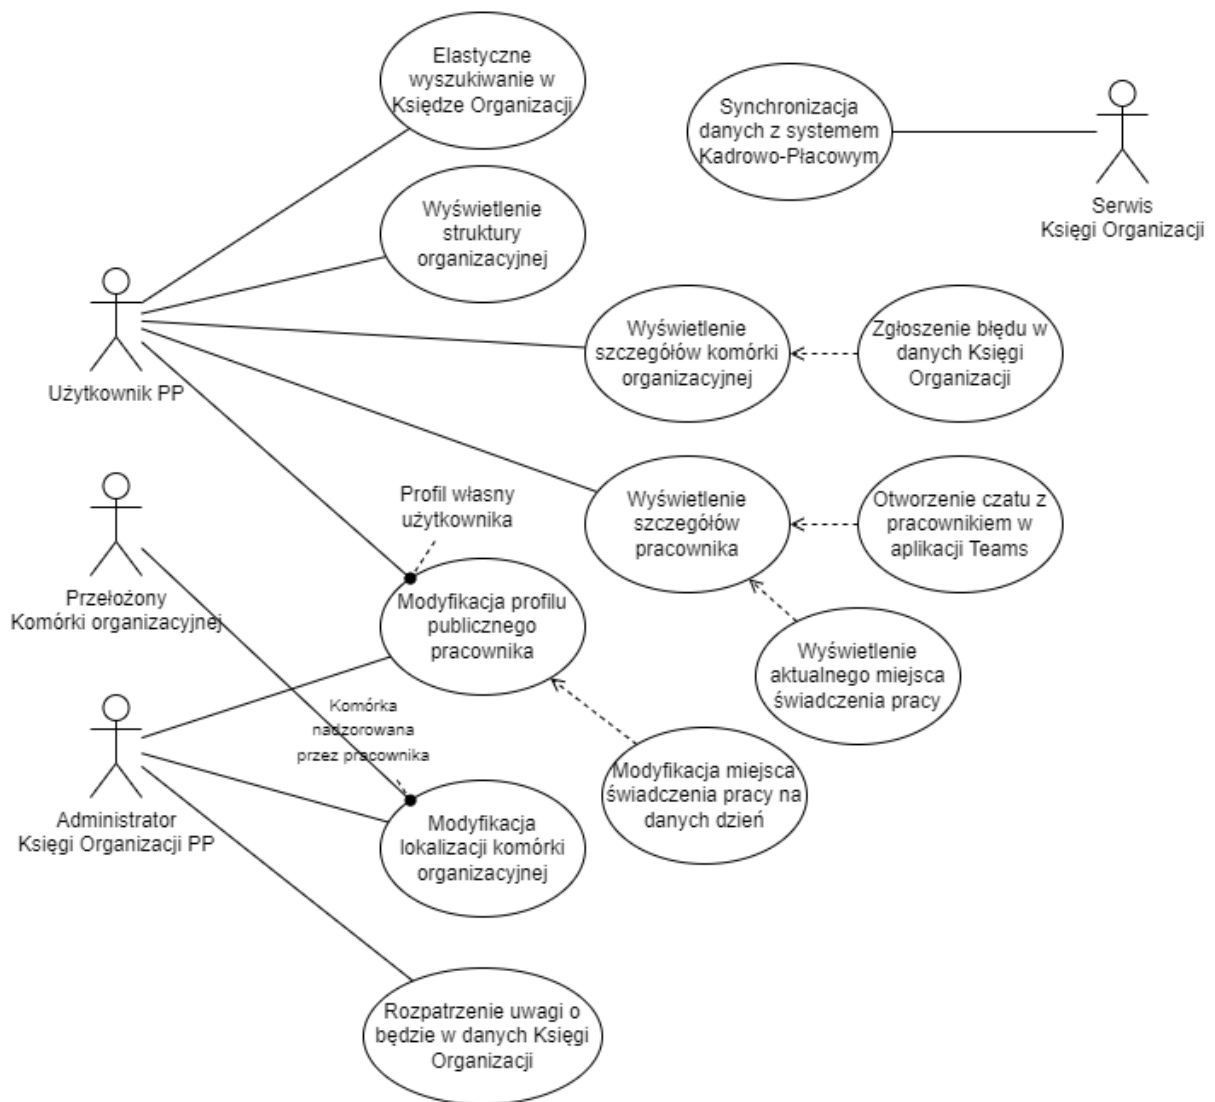 Elastyczne
wyszukiwanie w
Księdze Organizacji
Synchronizacja
danych z systemem
Kadrowo-Płacowym
Serwis
Księgi Organizacji
Wyświetlenie
struktury
organizacyjnej
Użytkownik PP
Wyświetlenie
szczegółów komórki
organizacyjnej
Zgłoszenie błędu w
danych Księgi
Organizacji
Profil własny
użytkownika
Wyświetlenie
szczegółów
pracownika
Otworzenie czatu z
pracownikiem w
aplikacji Teams
Przełożony
Komórki organizacyjnej
Modyfikacja profilu
publicznego
pracownika
Wyświetlenie
aktualnego miejsca
świadczenia pracy
Komórka
nadzorowana
przez pracownika
Modyfikacja miejsca
świadczenia pracy na
danych dzień
Administrator
Księgi Organizacji PP
Modyfikacja
lokalizacji komórki
organizacyjnej
Rozpatrzenie uwagi o
będzie w danych Księgi
Organizacji